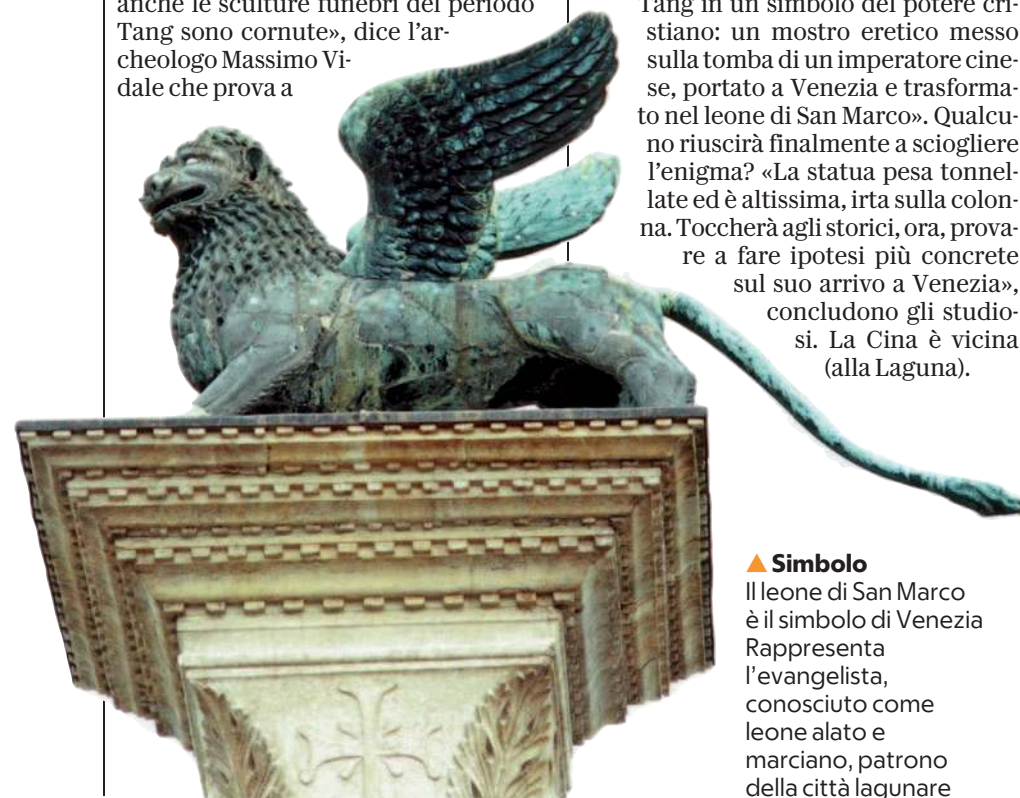 anche le sculture funebri del periodo
Tang sono cornute», dice l’ar-
cheologo Massimo Vi-
dale che prova a
Tang in un simbolo del potere cri-
stiano: un mostro eretico messo
sulla tomba di un imperatore cine-
se, portato a Venezia e trasforma-
to nel leone di San Marco». Qualcu-
no riuscirà finalmente a sciogliere
l’enigma? «La statua pesa tonnel-
late ed è altissima, irta sulla colon-
na. Toccherà agli storici, ora, prova-
re a fare ipotesi più concrete
sul suo arrivo a Venezia»,
concludono gli studio-
si. La Cina è vicina
(alla Laguna).
Simbolo
Il leone di San Marco
è il simbolo di Venezia
Rappresenta
l’evangelista,
conosciuto come
leone alato e
marciano, patrono
della città lagunare